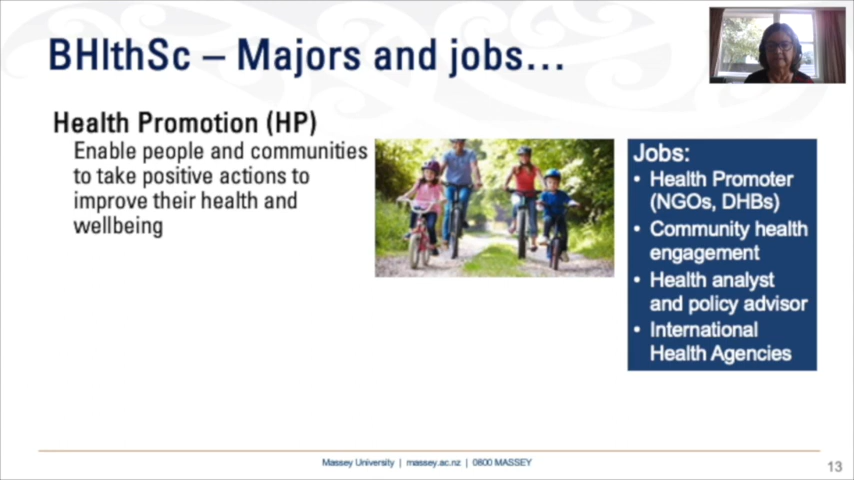 BHlthSc – Majors and jobs...
Health Promotion (HP)
Enable people and communities
to take positive actions to
improve their health and
wellbeing
Jobs:
• Health Promoter
(NGOs, DHBs)
• Community health
engagement
• Health analyst
and policy advisor
• International
Health Agencies
Massey University | massey.ac.nz | 0800 MASSEY
13